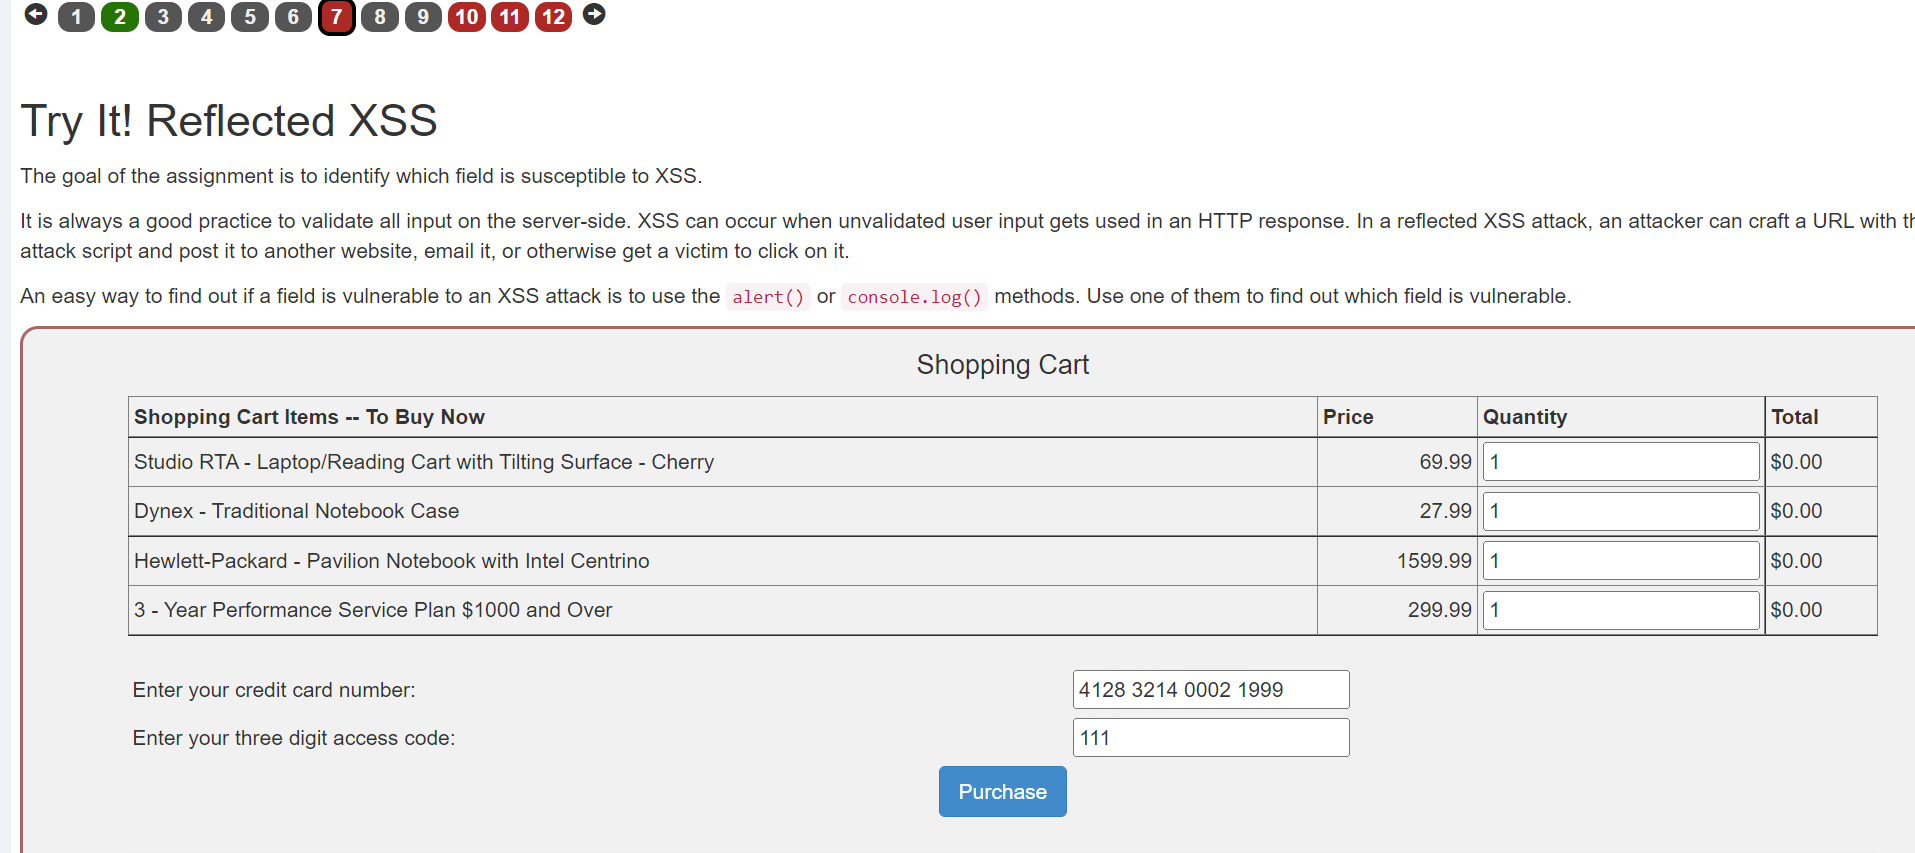 1 2 3 4 5 6 7 8 9 10 11 12
Try It! Reflected XSS
The goal of the assignment is to identify which field is susceptible to XSS.
It is always a good practice to validate all input on the server-side. XSS can occur when unvalidated user input gets used in an HTTP response. In a reflected XSS attack, an attacker can craft a URL with th
attack script and post it to another website, email it, or otherwise get a victim to click on it.
An easy way to find out if a field is vulnerable to an XSS attack is to use the alert() or console.log() methods. Use one of them to find out which field is vulnerable.
Shopping Cart
Shopping Cart Items -- To Buy Now Price Quantity Total
Studio RTA - Laptop/Reading Cart with Tilting Surface - Cherry 69.99 1 $0.00
Dynex - Traditional Notebook Case 27.99 1 $0.00
Hewlett-Packard - Pavilion Notebook with Intel Centrino 1599.99 1 $0.00
3 - Year Performance Service Plan $1000 and Over 299.99 1 $0.00
Enter your credit card number: 4128 3214 0002 1999
Enter your three digit access code: 111
Purchase